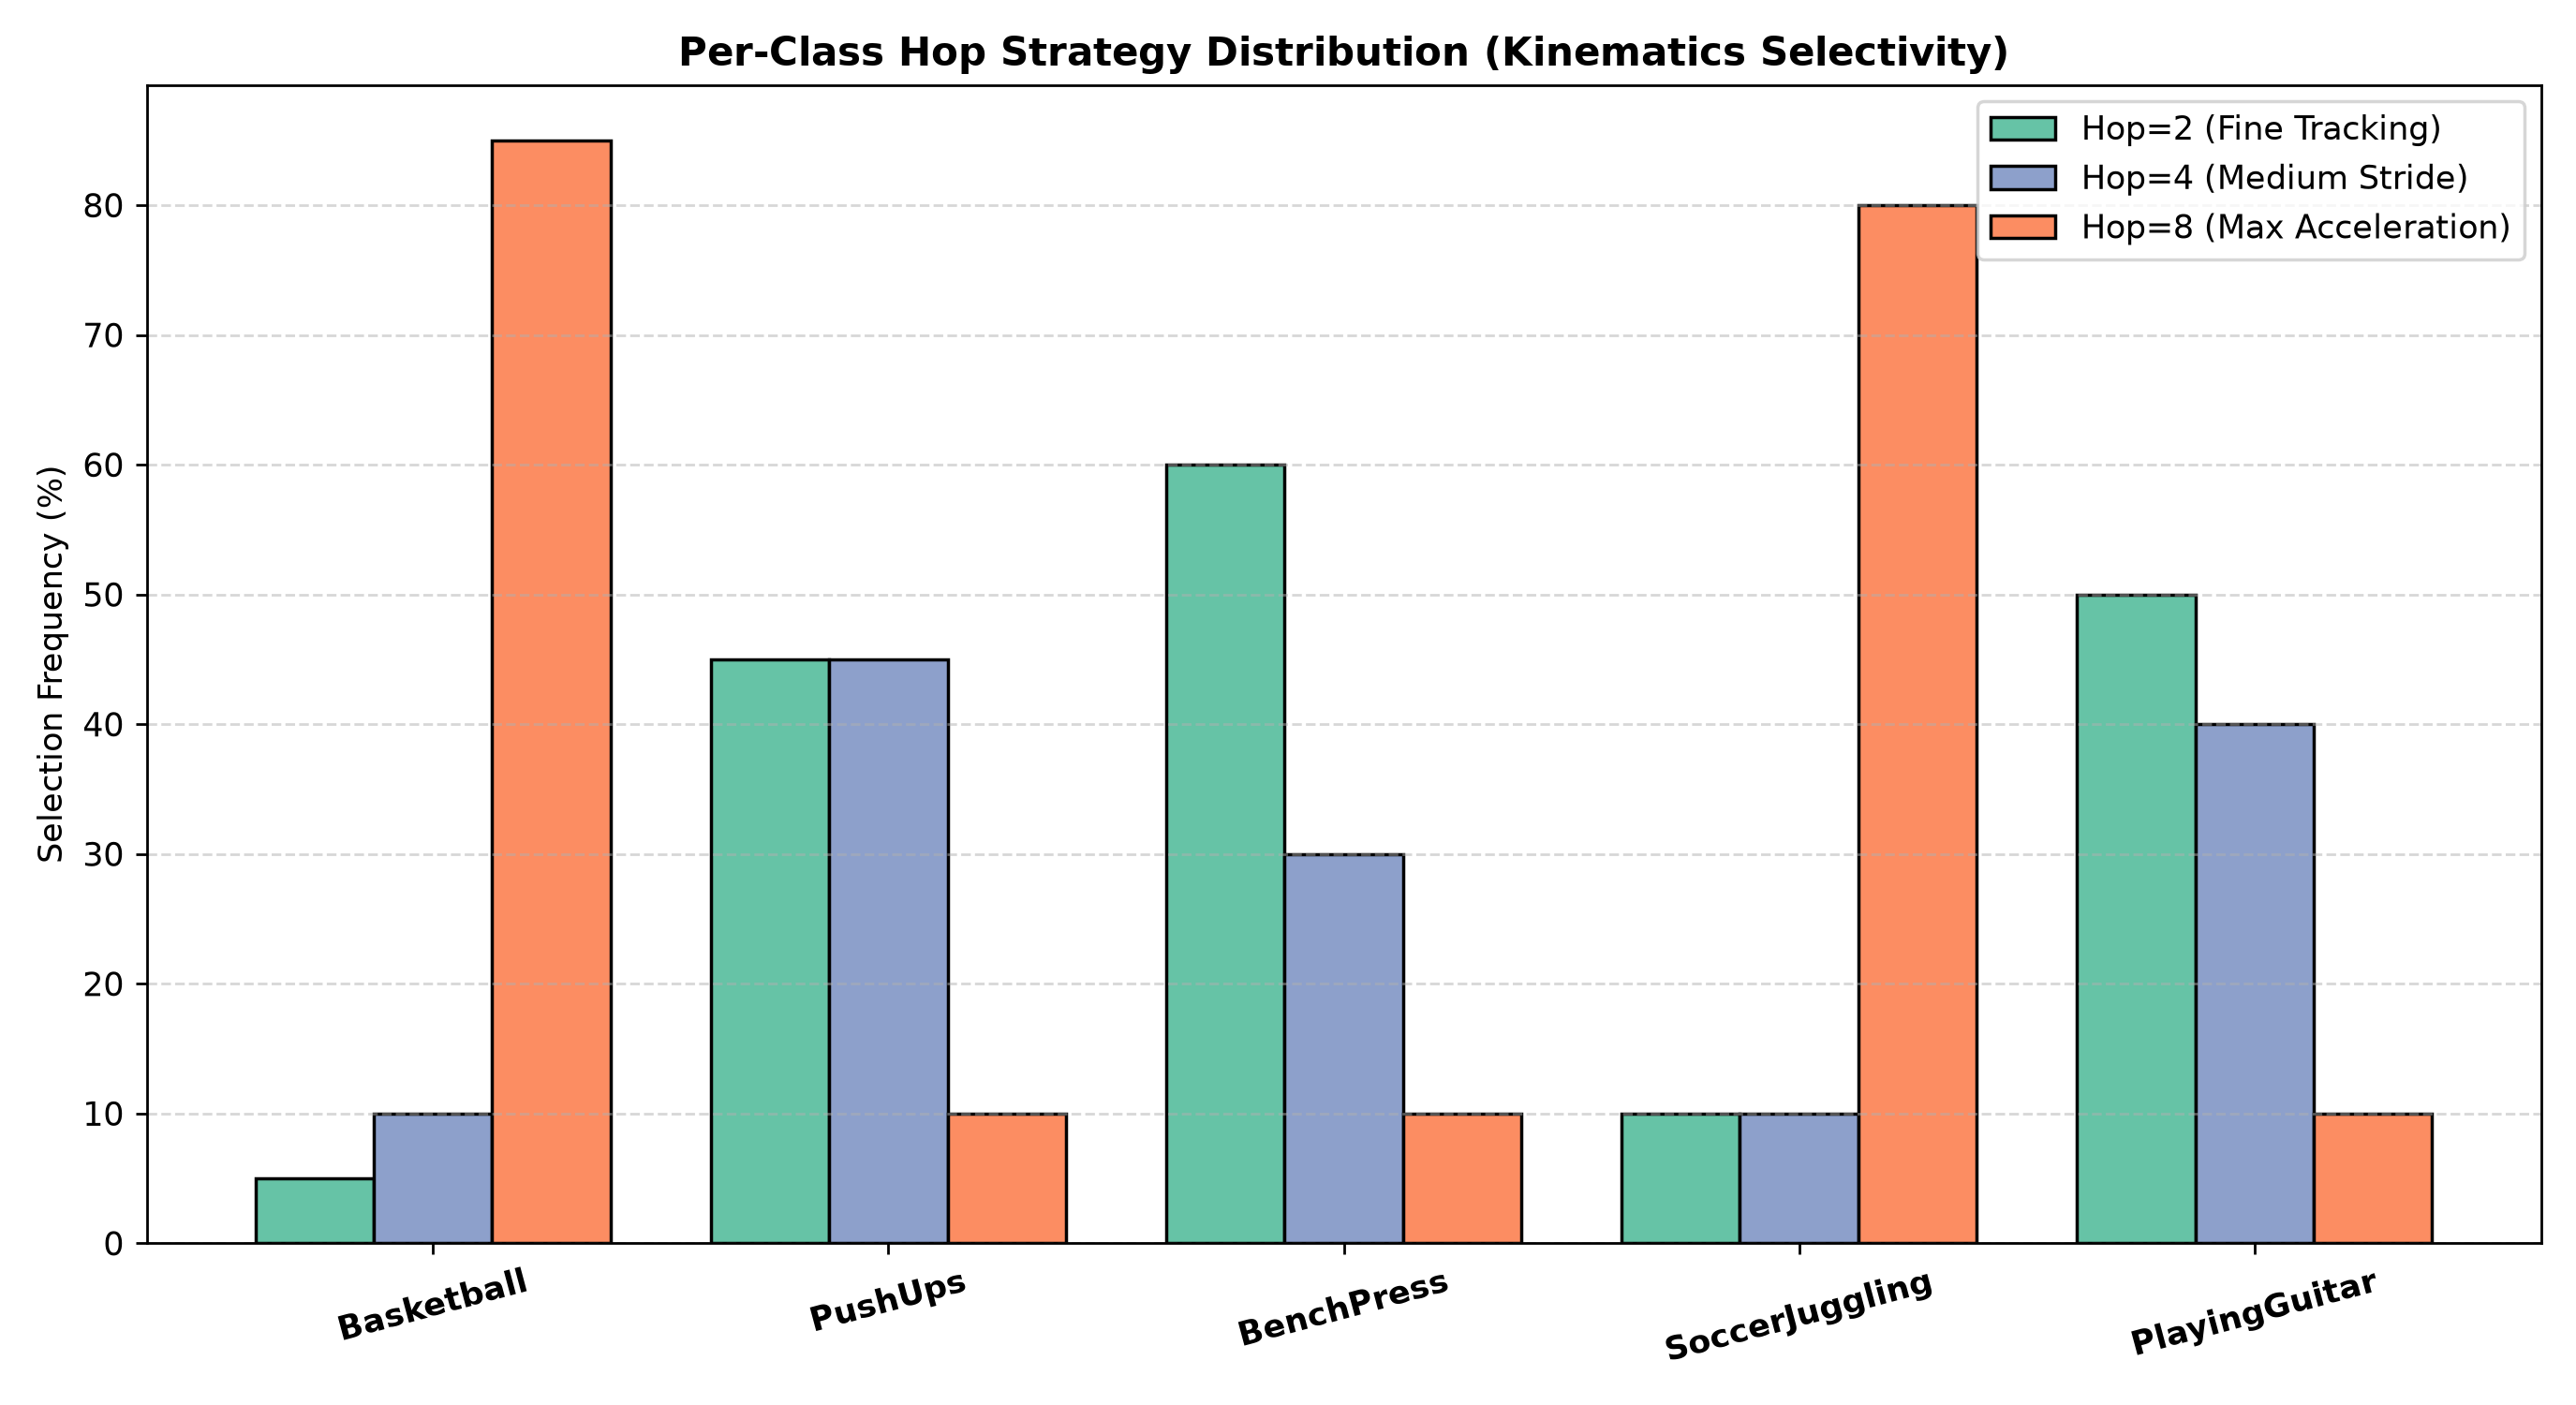 Per-Class Hop Strategy Distribution (Kinematics Selectivity)
Hop=2 (Fine Tracking)
Hop=4 (Medium Stride)
Hop=8 (Max Acceleration)
Selection Frequency (%)
80
70
60
50
40
30
20
10
0
Basketball
PushUps
BenchPress
SoccerJuggling
PlayingGuitar